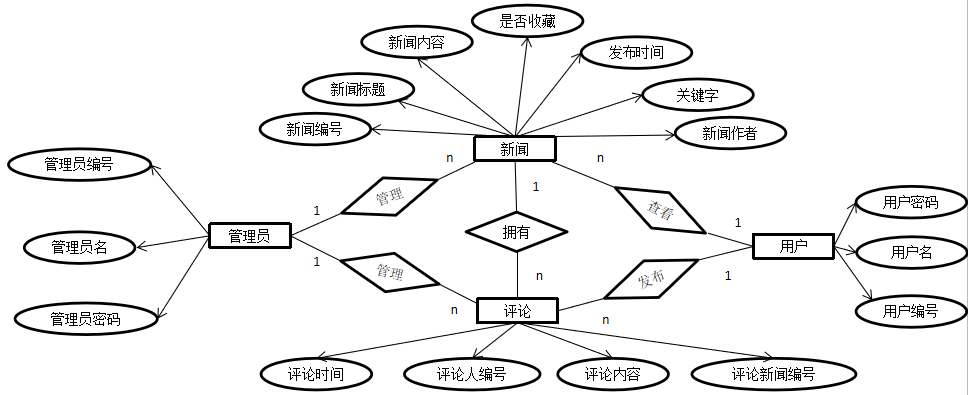 是否收藏
新闻内容
发布时间
新闻标题
关键字
新闻编号
新闻作者
新闻
n
n
管理员编号
管理
1
查看
用户密码
1
1
管理员
拥有
用户
管理员名
用户名
1
管理
发布
1
n
管理员密码
n
评论
n
用户编号
评论时间
评论人编号
评论内容
评论新闻编号